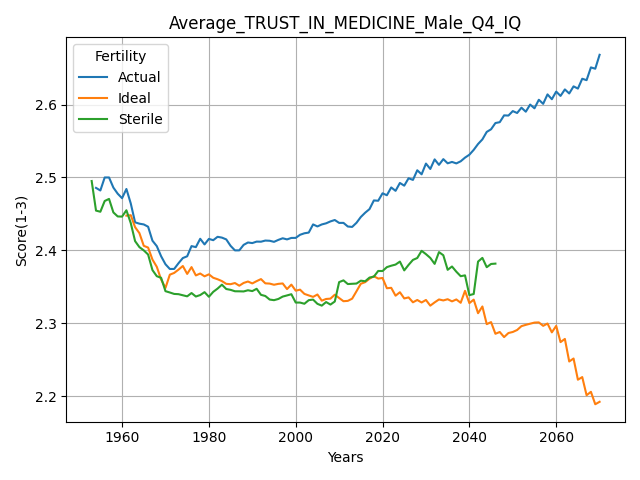 Average_TRUST_IN_MEDICINE_Male_Q4_IQ
Fertility
Actual
Ideal
Sterile
2.6
2.5
2.4
2.3
2.2
Score(1-3)
1960 1980 2000 2020 2040 2060
Years